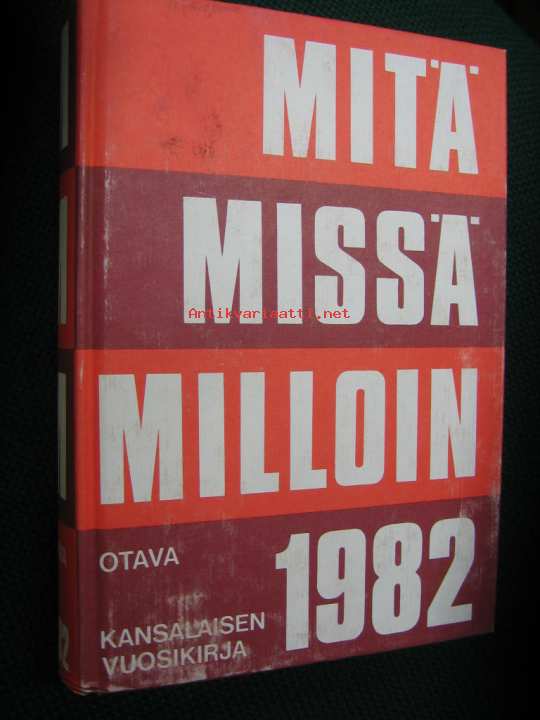 MITÄ
MISSÄ
Antikvariaatti.net
MILLOIN
OTAVA
1982
KANSALAISEN
VUOSIKIRJA